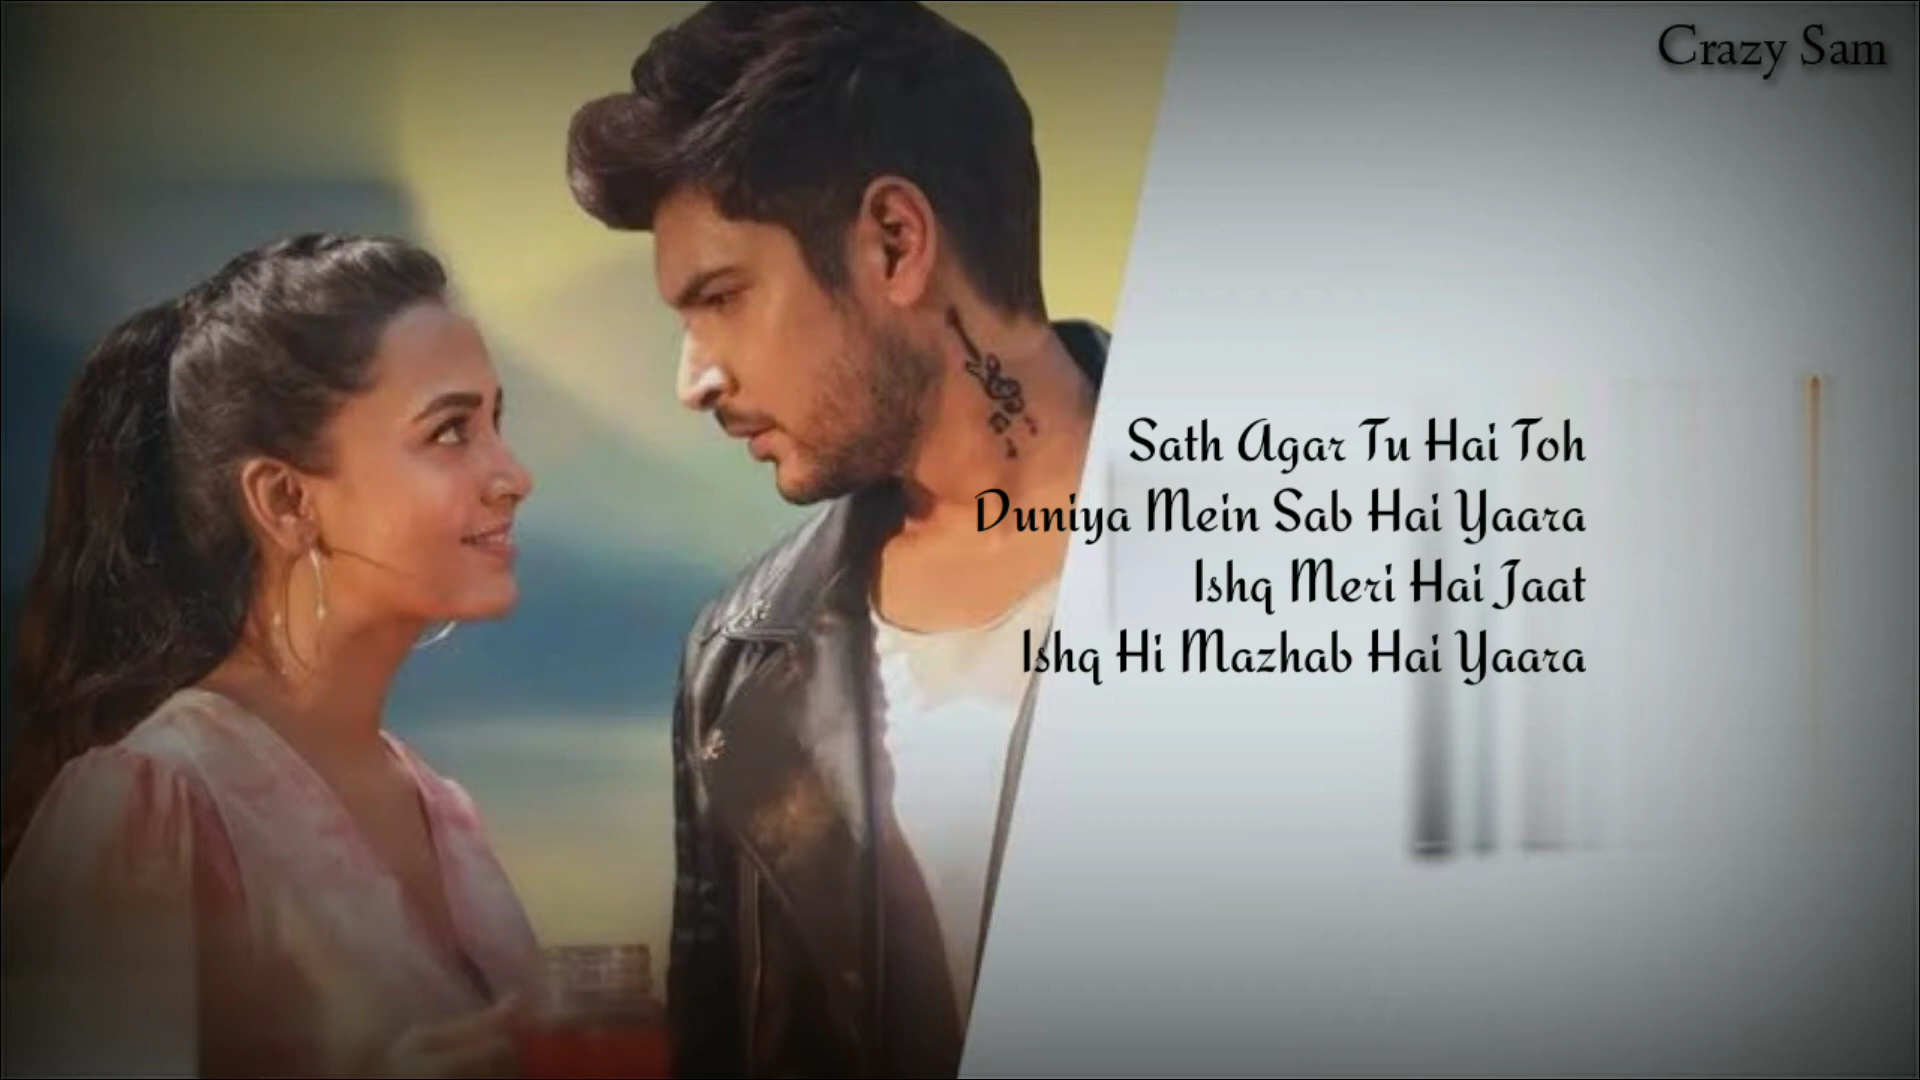 Crazy Sam
Sath Agar Tu Hai Toh
Duniya Mein Sab Hai Yaara
Ishq Meri Hai Jaat
Ishq Hi Mazhab Hai Yaara